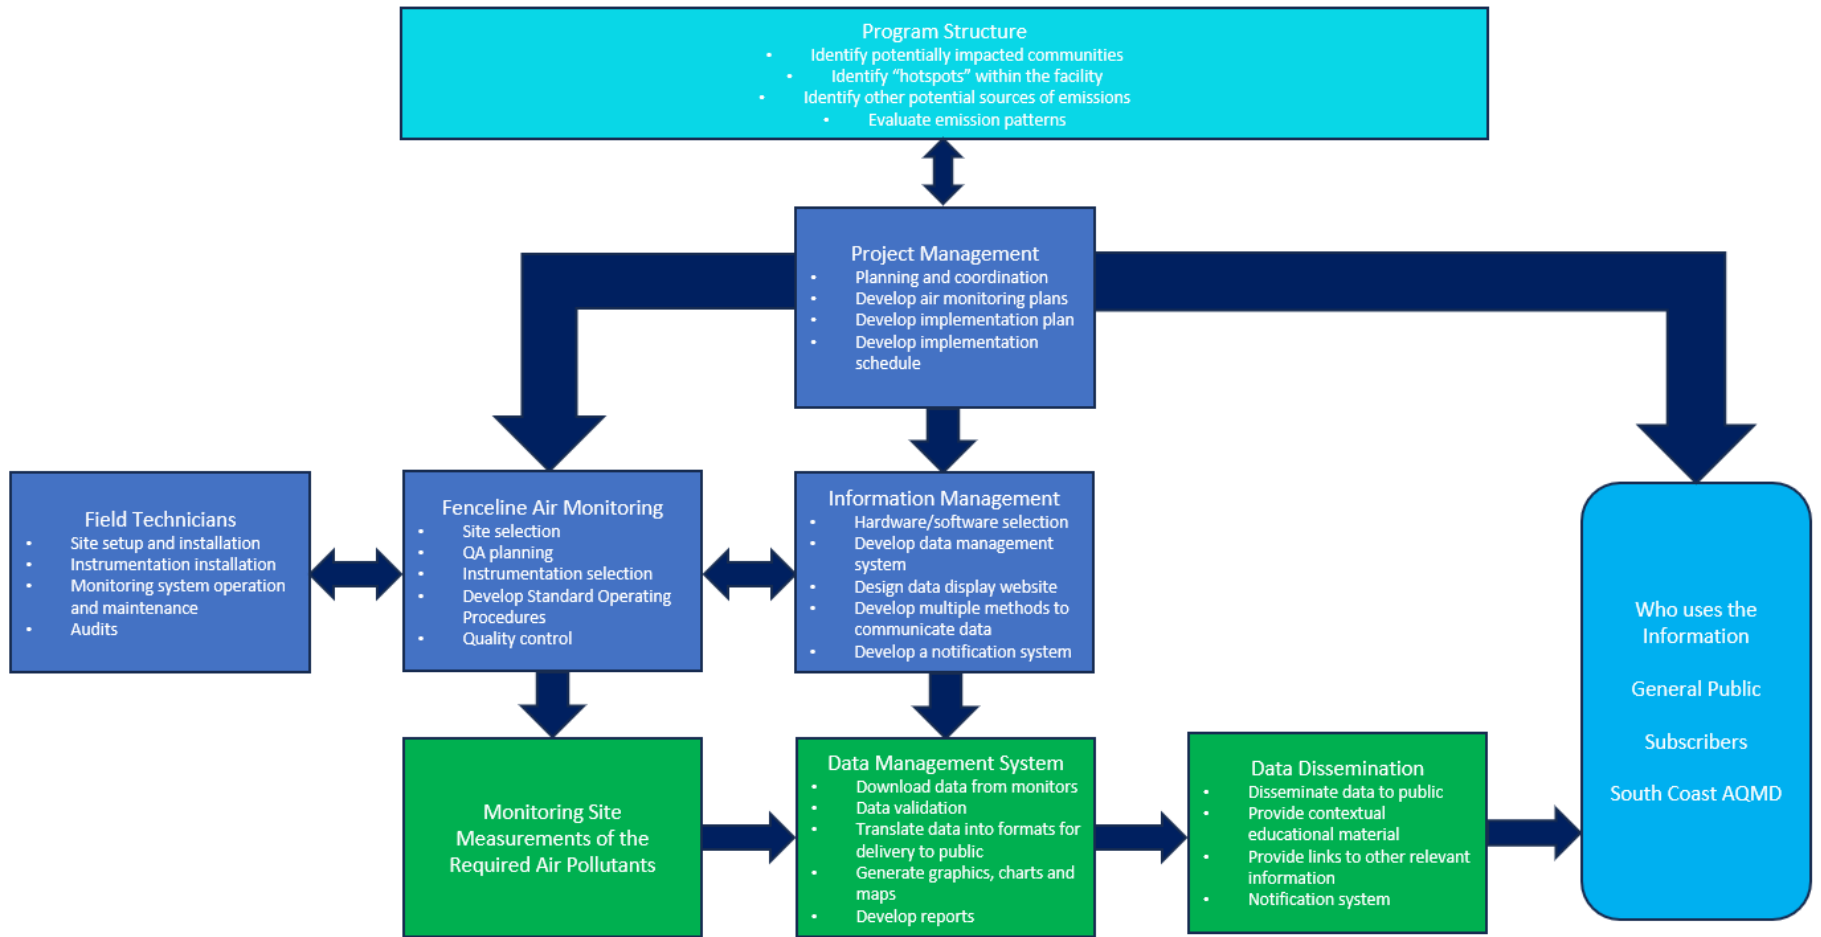 Program Structure
• Identify potentially impacted communities
• Identify “hotspots” within the facility
• Identify other potential sources of emissions
• Evaluate emission patterns
Project Management
• Planning and coordination
• Develop air monitoring plans
• Develop implementation plan
• Develop implementation
schedule
Field Technicians
• Site setup and installation
• Instrumentation installation
• Monitoring system operation
and maintenance
• Audits
Fenceline Air Monitoring
• Site selection
• QA planning
• Instrumentation selection
• Develop Standard Operating
Procedures
• Quality control
Information Management
• Hardware/software selection
• Develop data management
system
• Design data display website
• Develop multiple methods to
communicate data
• Develop a notification system
Monitoring Site
Measurements of the
Required Air Pollutants
Data Management System
• Download data from monitors
• Data validation
• Translate data into formats for
delivery to public
• Generate graphics, charts and
maps
• Develop reports
Data Dissemination
• Disseminate data to public
• Provide contextual
educational material
• Provide links to other relevant
information
• Notification system
Who uses the
Information
General Public
Subscribers
South Coast AQMD